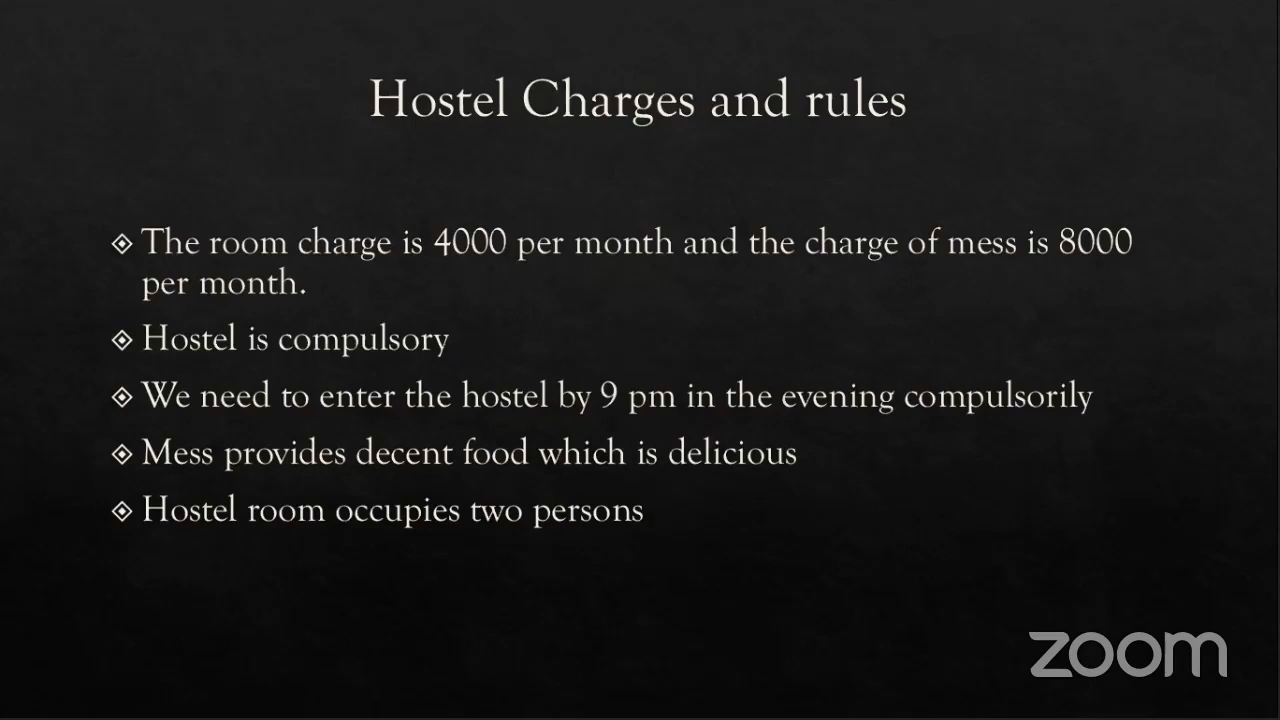 Hostel Charges and rules
The room charge is 4000 per month and the charge of mess is 8000
per month.
Hostel is compulsory
We need to enter the hostel by 9 pm in the evening compulsorily
Mess provides decent food which is delicious
Hostel room occupies two persons
zoom